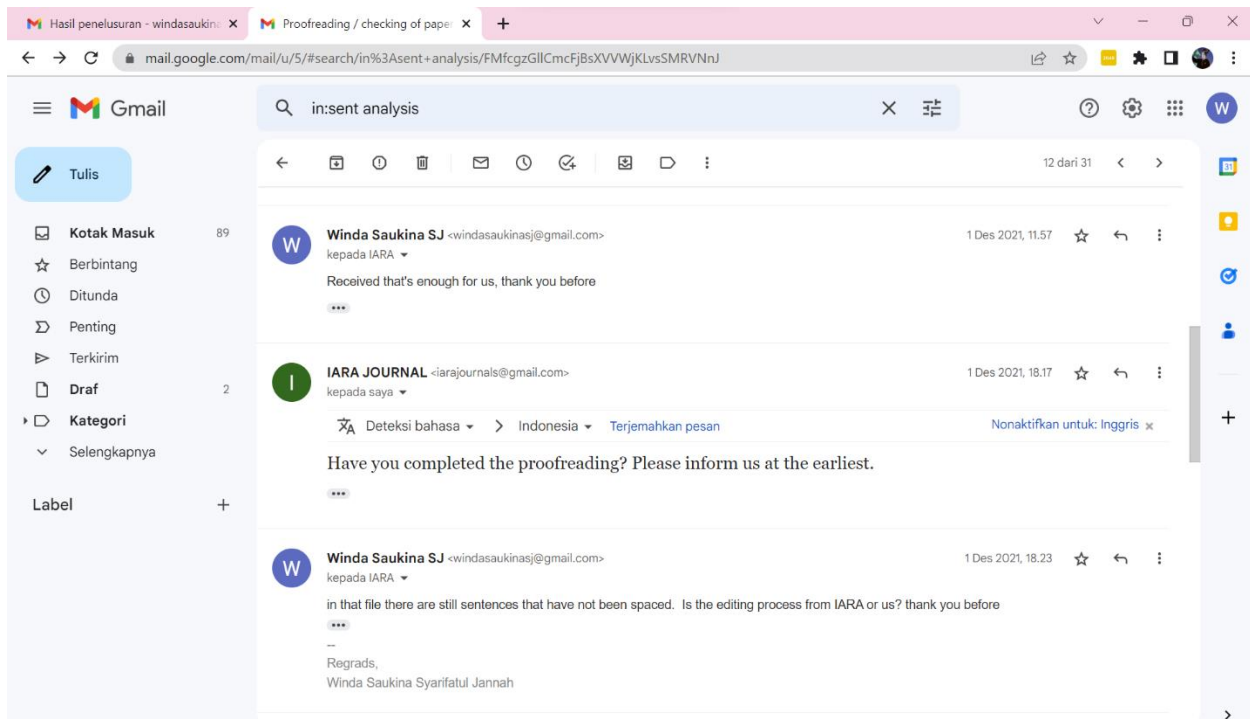 Hasil penelusuran - windasaukina
Proofreading / checking of paper
mail.google.com/mail/u/5/#search/in%3Asent+analysis/FMfcgzGllCmcFjBsXVVWjKLvsSMRVNnJ
Gmail
in:sent analysis
W
Tulis
12 dari 31
31
Kotak Masuk 89
Berbintang
Ditunda
Penting
Terkirim
Draf 2
Kategori
Selengkapnya
Label
W
Winda Saukina SJ <windasaukinasj@gmail.com> 1 Des 2021, 11.57
kepada IARA
Received that's enough for us, thank you before
I
IARA JOURNAL <iarajournals@gmail.com> 1 Des 2021, 18.17
kepada saya
Deteksi bahasa > Indonesia Terjemahkan pesan Nonaktifkan untuk: Inggris x
Have you completed the proofreading? Please inform us at the earliest.
W
Winda Saukina SJ <windasaukinasj@gmail.com> 1 Des 2021, 18.23
kepada IARA
in that file there are still sentences that have not been spaced. Is the editing process from IARA or us? thank you before
--
Regrads,
Winda Saukina Syarifatul Jannah